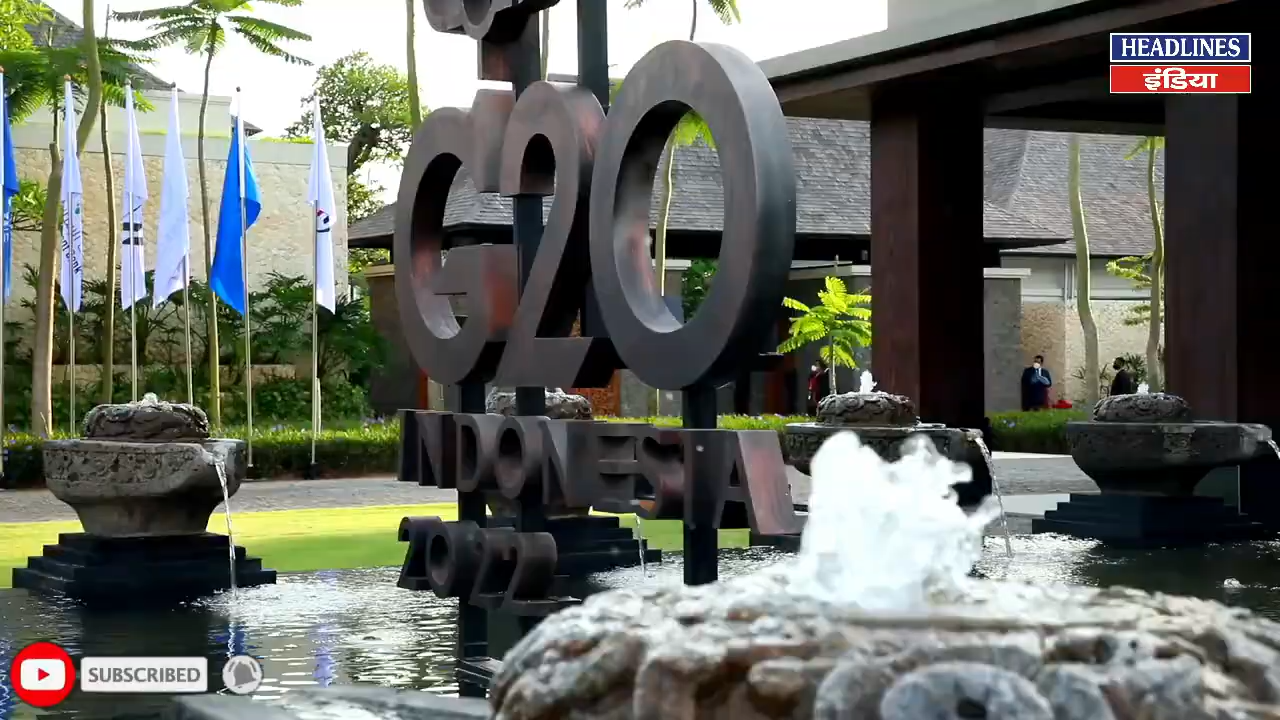 HEADLINES
इंडिया
G20
INDONESIA
2022
SUBSCRIBED